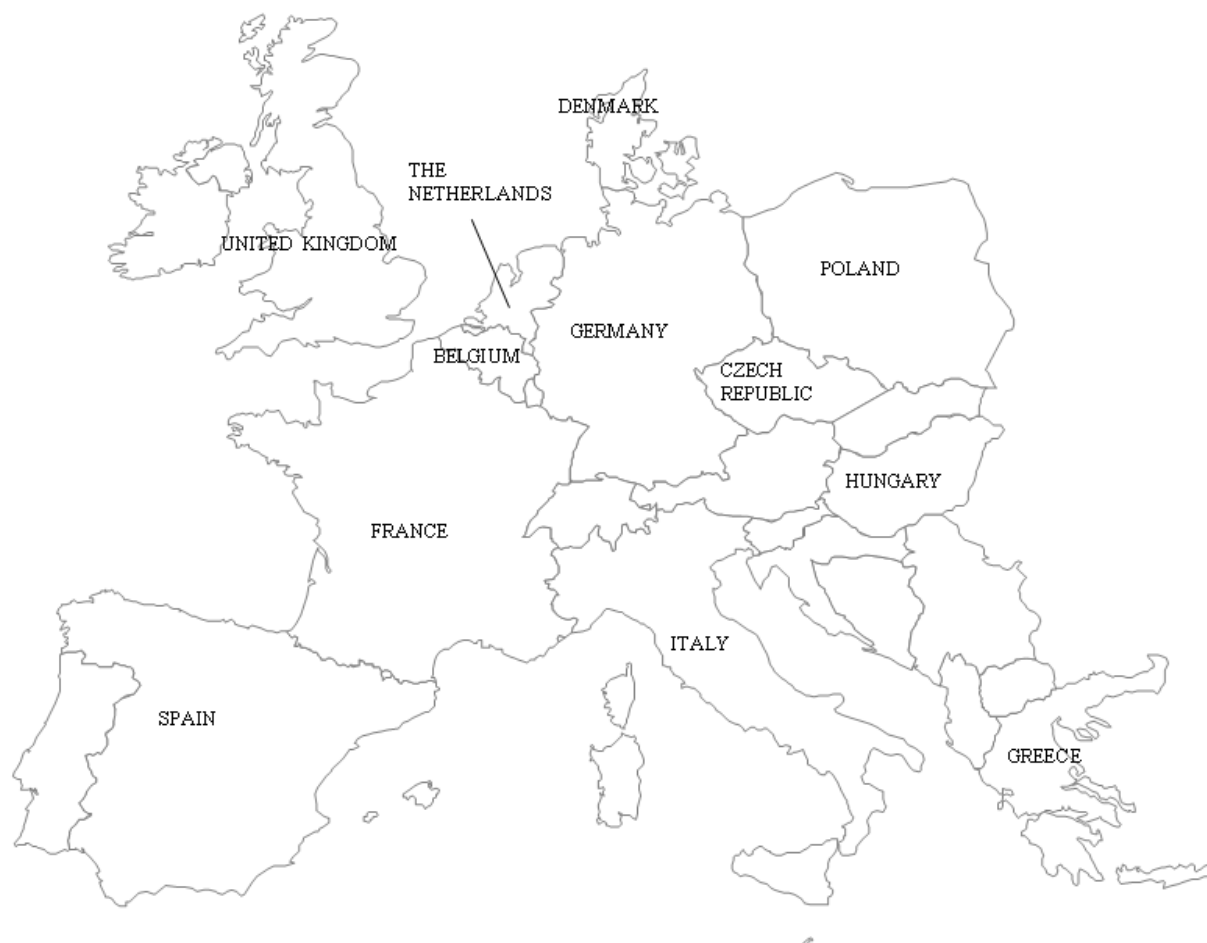 DENMARK
THE
NETHERLANDS
UNITED KINGDOM
POLAND
GERMANY
BELGIUM
CZECH
REPUBLIC
HUNGARY
FRANCE
ITALY
SPAIN
GREECE